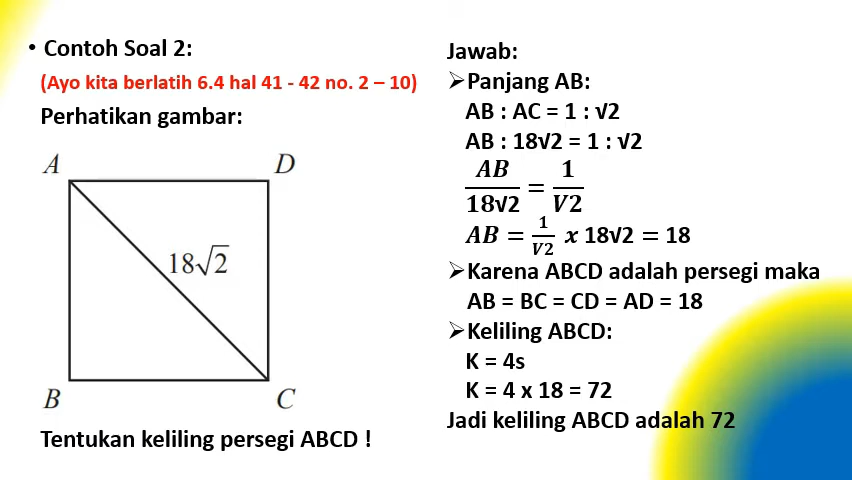 • Contoh Soal 2:
(Ayo kita berlatih 6.4 hal 41 - 42 no. 2 – 10)
Perhatikan gambar:
A
D
18√2
B
C
Tentukan keliling persegi ABCD !
Jawab:
➢Panjang AB:
AB : AC = 1 : √2
AB : 18√2 = 1 : √2
AB/18√2 = 1/V2
AB = 1/V2 x 18√2 = 18
➢Karena ABCD adalah persegi maka
AB = BC = CD = AD = 18
➢Keliling ABCD:
K = 4s
K = 4 x 18 = 72
Jadi keliling ABCD adalah 72